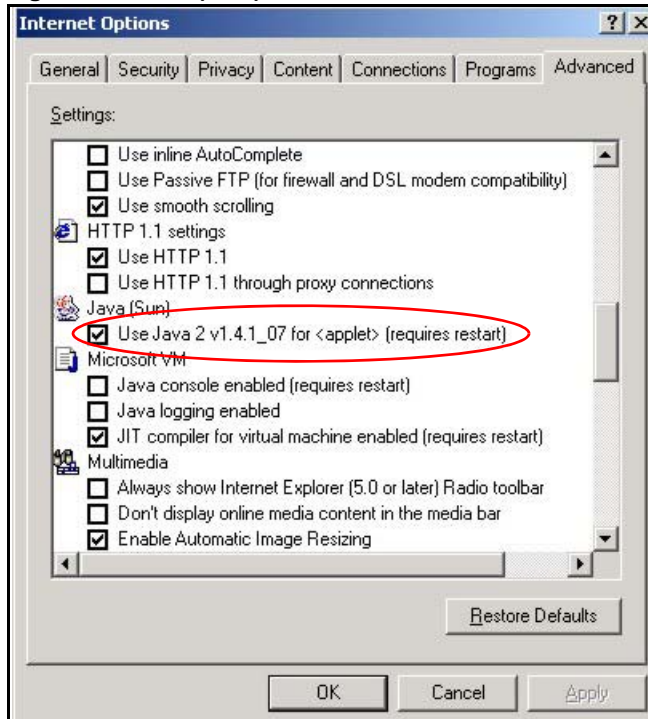 Internet Options
General Security Privacy Content Connections Programs Advanced
Settings:
Use inline AutoComplete
Use Passive FTP (for firewall and DSL modem compatibility)
Use smooth scrolling
HTTP 1.1 settings
Use HTTP 1.1
Use HTTP 1.1 through proxy connections
Java (Sun)
Use Java 2 v1.4.1_07 for <applet> (requires restart)
Microsoft VM
Java console enabled (requires restart)
Java logging enabled
JIT compiler for virtual machine enabled (requires restart)
Multimedia
Always show Internet Explorer (5.0 or later) Radio toolbar
Don't display online media content in the media bar
Enable Automatic Image Resizing
Restore Defaults
OK Cancel Apply